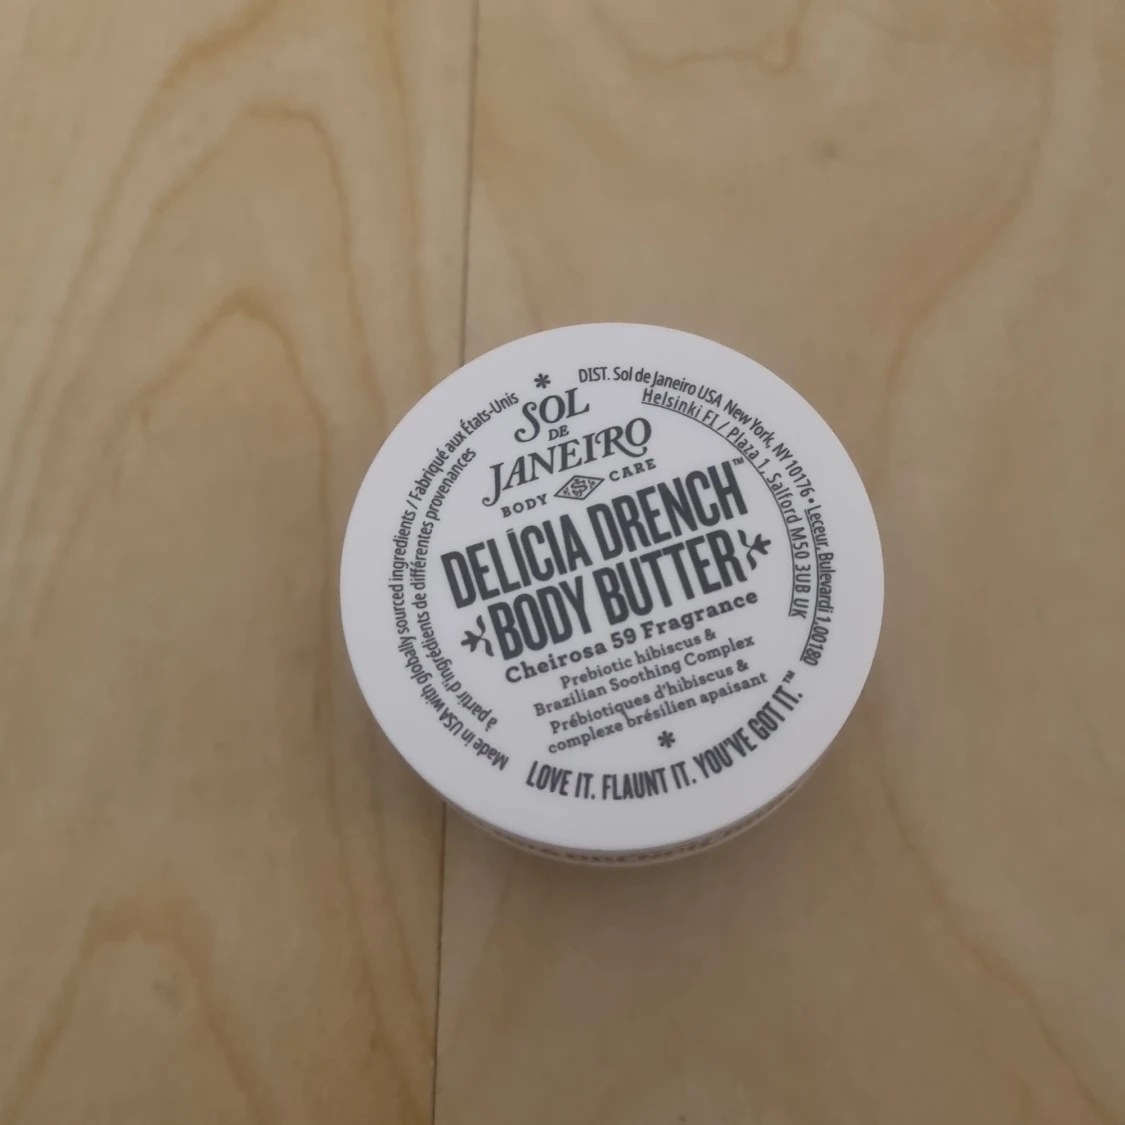 SOL
DE
JANEIRO
BODY CARE
DELÍCIA DRENCH™
BODY BUTTER
Cheirosa 59 Fragrance
Prebiotic hibiscus &
Brazilian Soothing Complex
Prébiotiques d'hibiscus &
complexe brésilien apaisant
LOVE IT. FLAUNT IT. YOU'VE GOT IT.™
Made in USA with globally sourced ingredients / Fabriqué aux États-Unis
à partir d'ingrédients de différentes provenances
DIST. Sol de Janeiro USA New York, NY 10176 • Leceur, Bulevardi 1, 00180
Helsinki FI / Plaza 1, Salford M50 3UB UK